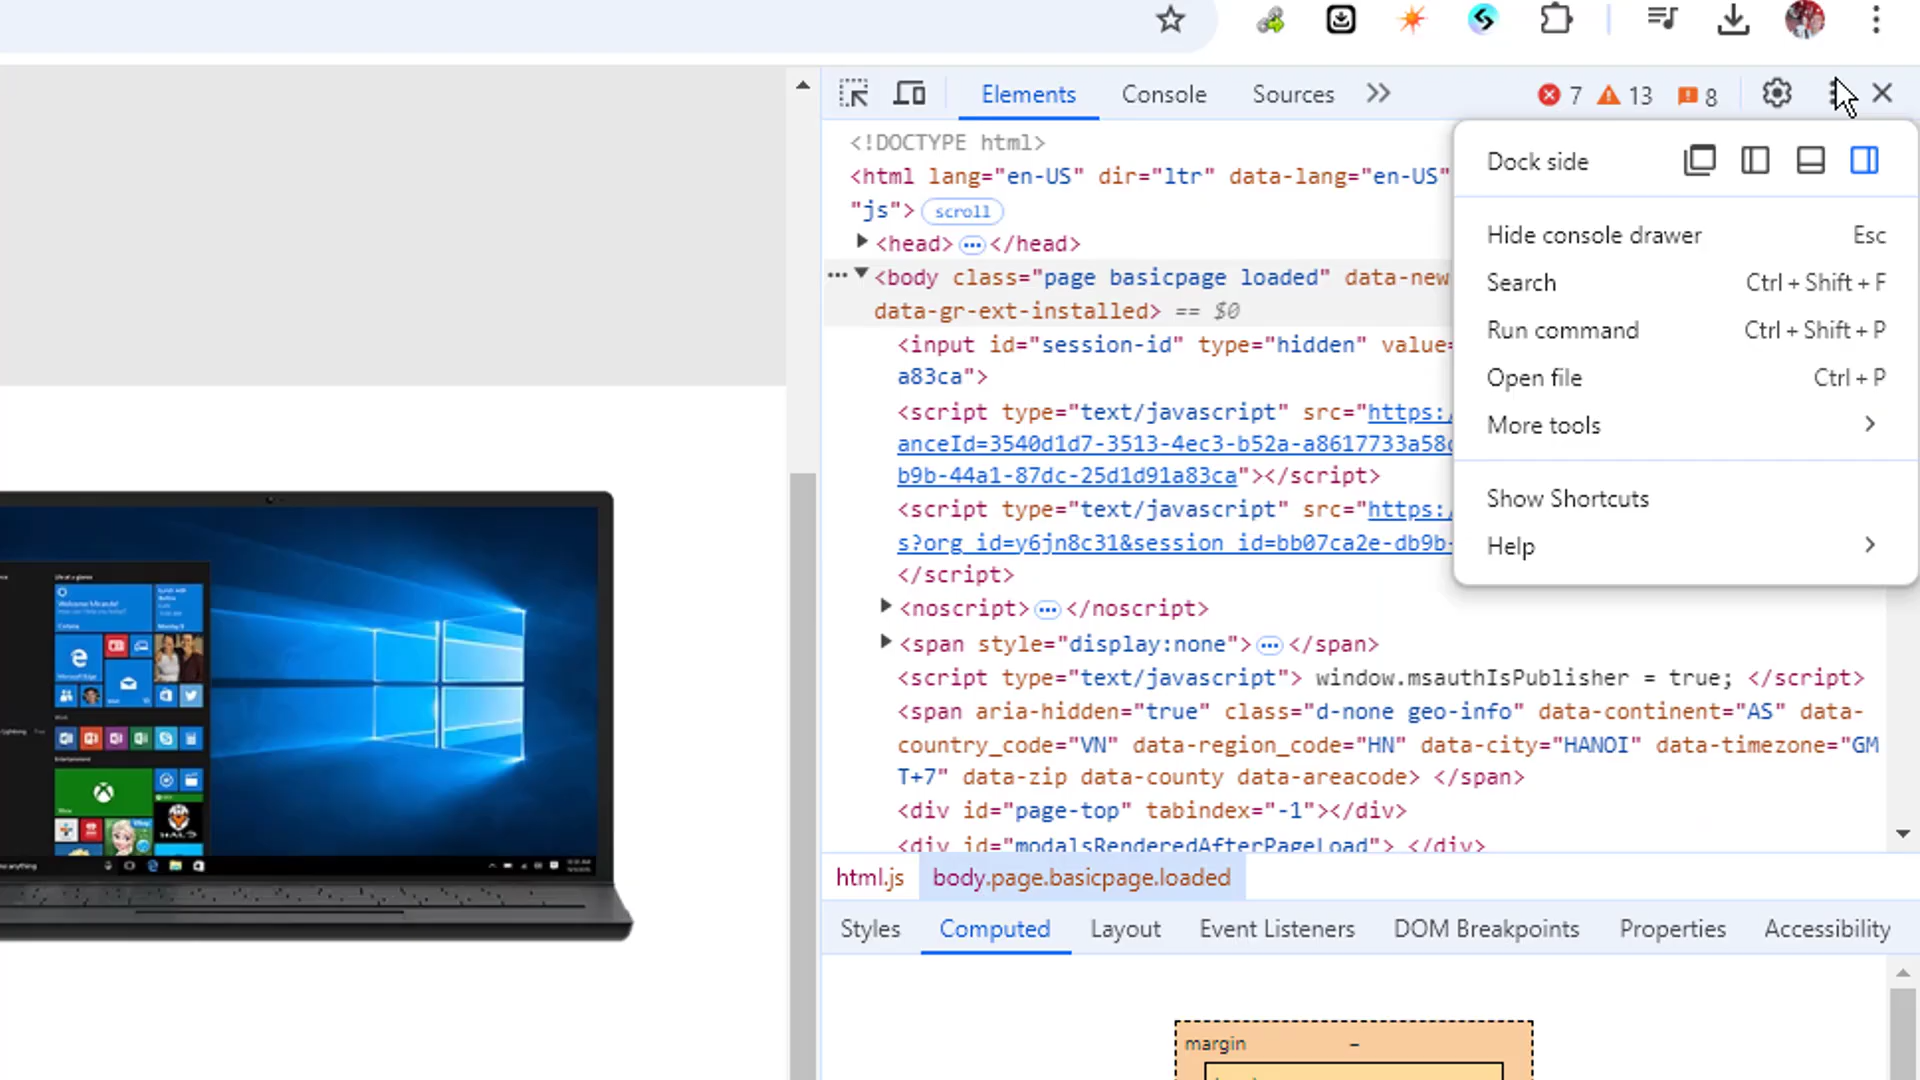 Elements Console Sources 7 13 8
<!DOCTYPE html>
<html lang="en-US" dir="ltr" data-lang="en-US"
"js"> scroll
<head> </head>
<body class="page basicpage loaded" data-new
data-gr-ext-installed> == $0
<input id="session-id" type="hidden" value=
a83ca">
<script type="text/javascript" src="https:
anceId=3540d1d7-3513-4ec3-b52a-a8617733a58
b9b-44a1-87dc-25d1d91a83ca"></script>
<script type="text/javascript" src="https:
s?org_id=y6jn8c31&session_id=bb07ca2e-db9b-
</script>
<noscript> </noscript>
<span style="display:none"> </span>
<script type="text/javascript"> window.msauthIsPublisher = true; </script>
<span aria-hidden="true" class="d-none geo-info" data-continent="AS" data-
country_code="VN" data-region_code="HN" data-city="HANOI" data-timezone="GM
T+7" data-zip data-county data-areacode> </span>
<div id="page-top" tabindex="-1"></div>
<div id="modalsRenderedAfterPageLoad"> </div>
Dock side
Hide console drawer Esc
Search Ctrl + Shift + F
Run command Ctrl + Shift + P
Open file Ctrl + P
More tools
Show Shortcuts
Help
html.js body.page.basicpage.loaded
Styles Computed Layout Event Listeners DOM Breakpoints Properties Accessibility
margin –